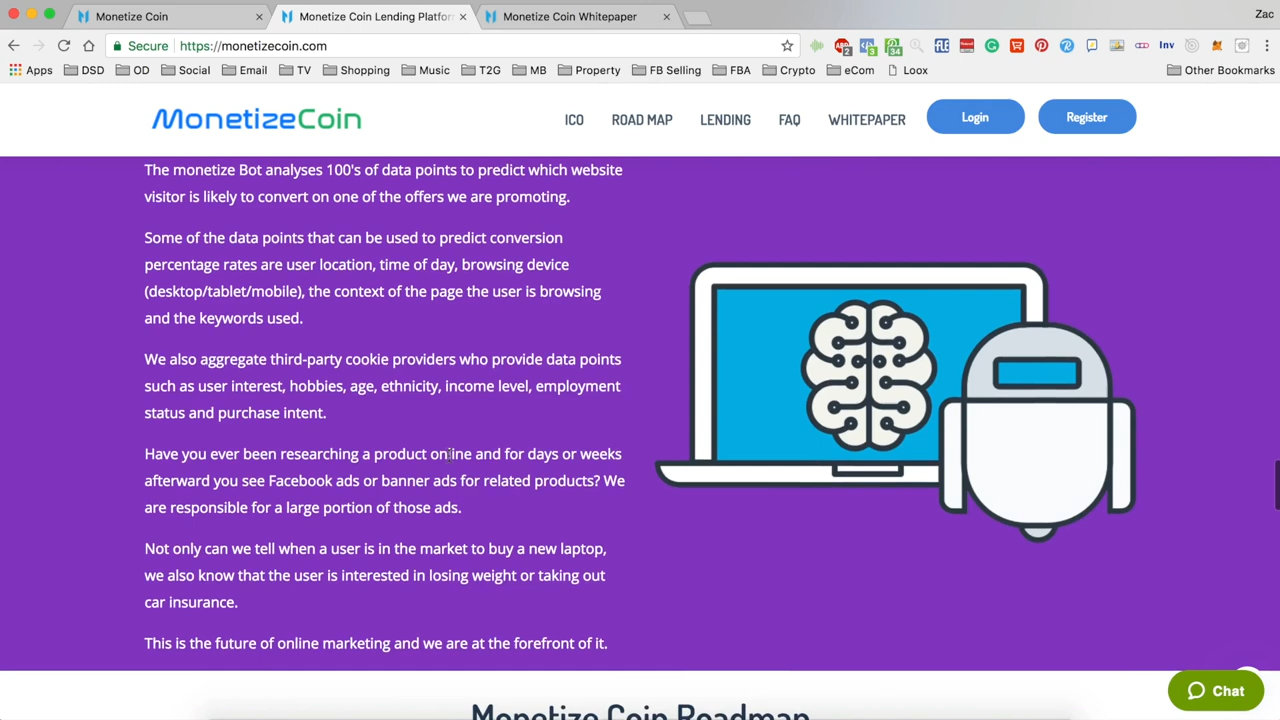 Monetize Coin
Monetize Coin Lending Platfor
Monetize Coin Whitepaper
Zac
Secure
https://monetizecoin.com
ABP
2
3
34
FLE
Inv
Apps
DSD
OD
Social
Email
TV
Shopping
Music
T2G
MB
Property
FB Selling
FBA
Crypto
eCom
Loox
Other Bookmarks
MonetizeCoin
ICO
ROAD MAP
LENDING
FAQ
WHITEPAPER
Login
Register
The monetize Bot analyses 100's of data points to predict which website
visitor is likely to convert on one of the offers we are promoting.
Some of the data points that can be used to predict conversion
percentage rates are user location, time of day, browsing device
(desktop/tablet/mobile), the context of the page the user is browsing
and the keywords used.
We also aggregate third-party cookie providers who provide data points
such as user interest, hobbies, age, ethnicity, income level, employment
status and purchase intent.
Have you ever been researching a product online and for days or weeks
afterward you see Facebook ads or banner ads for related products? We
are responsible for a large portion of those ads.
Not only can we tell when a user is in the market to buy a new laptop,
we also know that the user is interested in losing weight or taking out
car insurance.
This is the future of online marketing and we are at the forefront of it.
Monetize Coin Roadmap
Chat